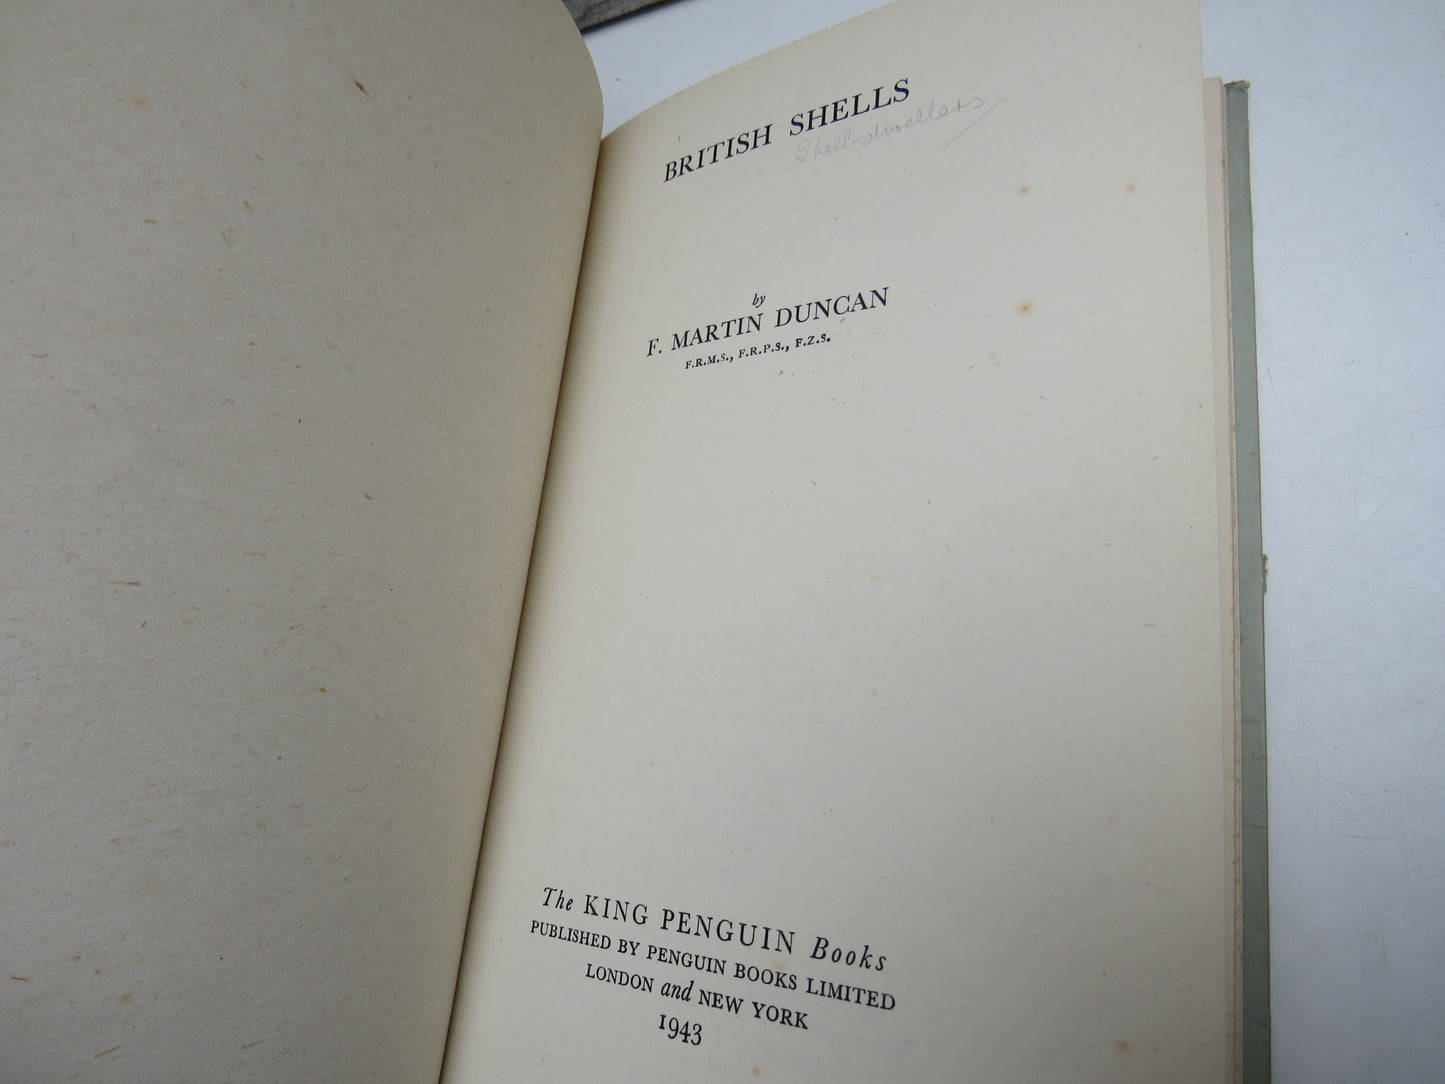 BRITISH SHELLS
Shell-dwellers
by
F. MARTIN DUNCAN
F.R.M.S., F.R.P.S., F.Z.S.
The KING PENGUIN Books
PUBLISHED BY PENGUIN BOOKS LIMITED
LONDON and NEW YORK
1943